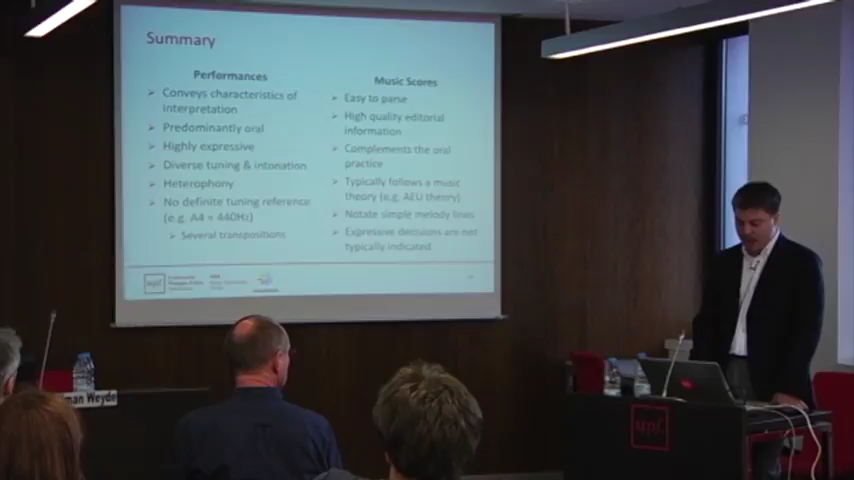 Summary
Performances
➢ Conveys characteristics of
interpretation
➢ Predominantly oral
➢ Highly expressive
➢ Diverse tuning & intonation
➢ Heterophony
➢ No definite tuning reference
(e.g. A4 = 440Hz)
➢ Several transpositions
Music Scores
➢ Easy to parse
➢ High quality editorial
information
➢ Complements the oral
practice
➢ Typically follows a music
theory (e.g. AEU theory)
➢ Notate simple melody lines
➢ Expressive decisions are not
typically indicated
upf.
man Weyde
upf.